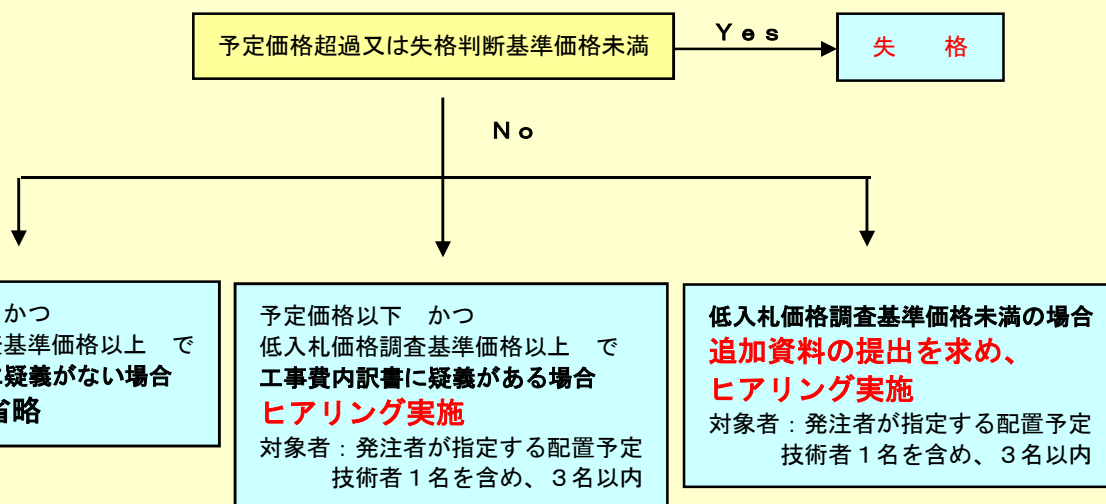 予定価格超過又は失格判断基準価格未満
Ｙｅｓ
失　格
Ｎｏ
かつ
基準価格以上　で
疑義がない場合
省略
予定価格以下　かつ
低入札価格調査基準価格以上　で
工事費内訳書に疑義がある場合
ヒアリング実施
対象者：発注者が指定する配置予定
技術者１名を含め、３名以内
低入札価格調査基準価格未満の場合
追加資料の提出を求め、
ヒアリング実施
対象者：発注者が指定する配置予定
技術者１名を含め、３名以内